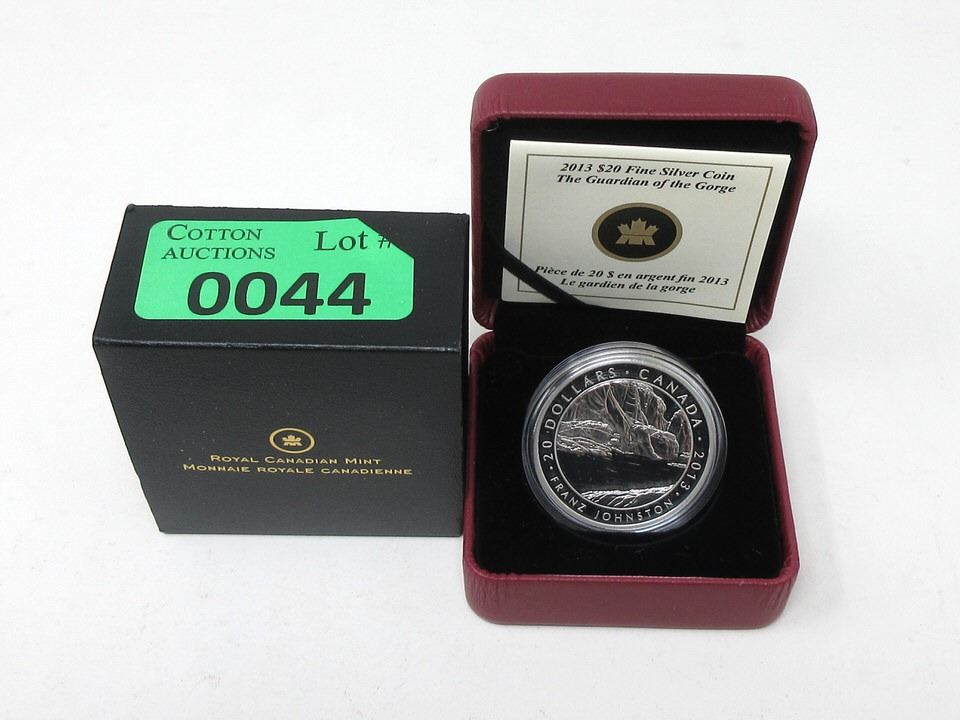 COTTON
AUCTIONS
Lot #
0044
ROYAL CANADIAN MINT
MONNAIE ROYALE CANADIENNE
2013 $20 Fine Silver Coin
The Guardian of the Gorge
Pièce de 20 $ en argent fin 2013
Le gardien de la gorge
20 DOLLARS • CANADA • 2013 •
FRANZ JOHNSTON •